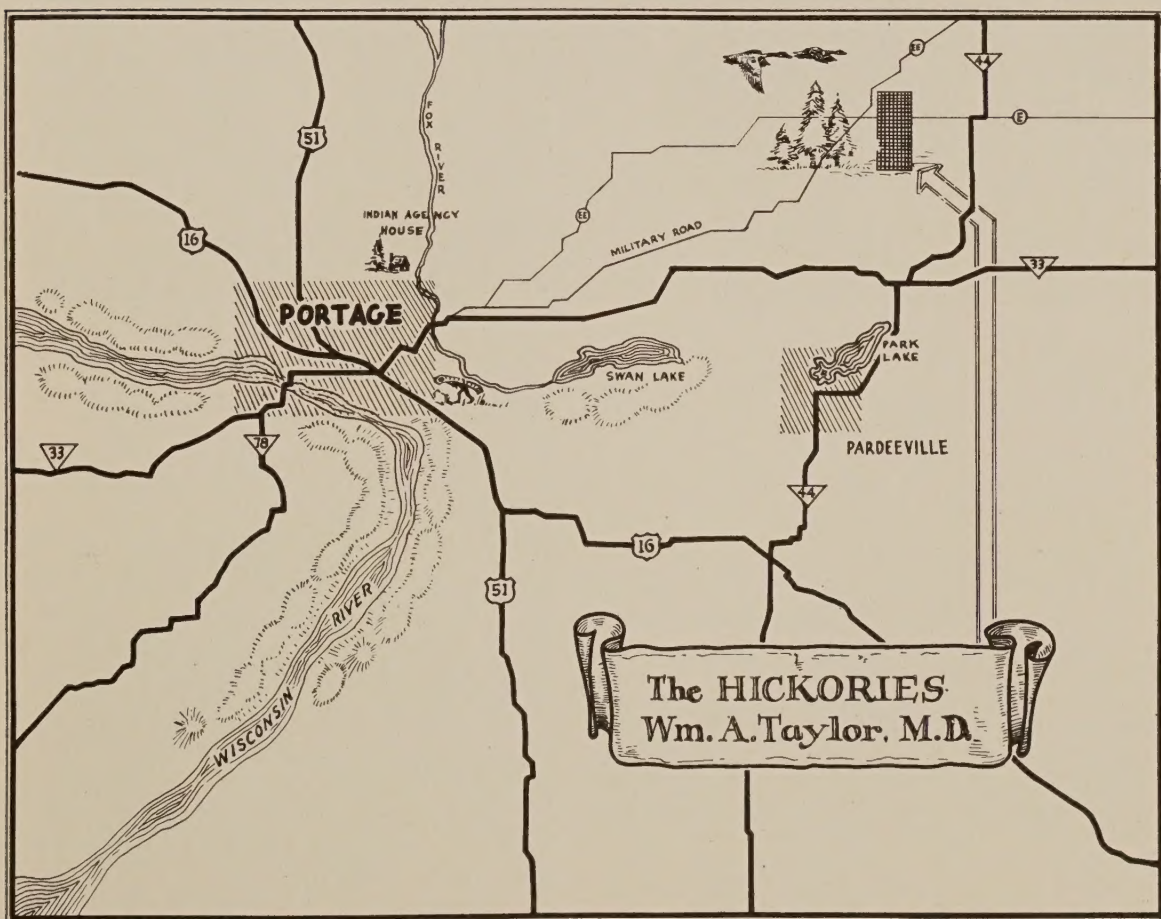 44
EE
51
FOX RIVER
E
INDIAN AGENCY
HOUSE
EE
16
MILITARY ROAD
33
PORTAGE
PARK
LAKE
SWAN LAKE
33
78
PARDEEVILLE
44
16
51
WISCONSIN RIVER
The HICKORIES
Wm. A. Taylor, M.D.